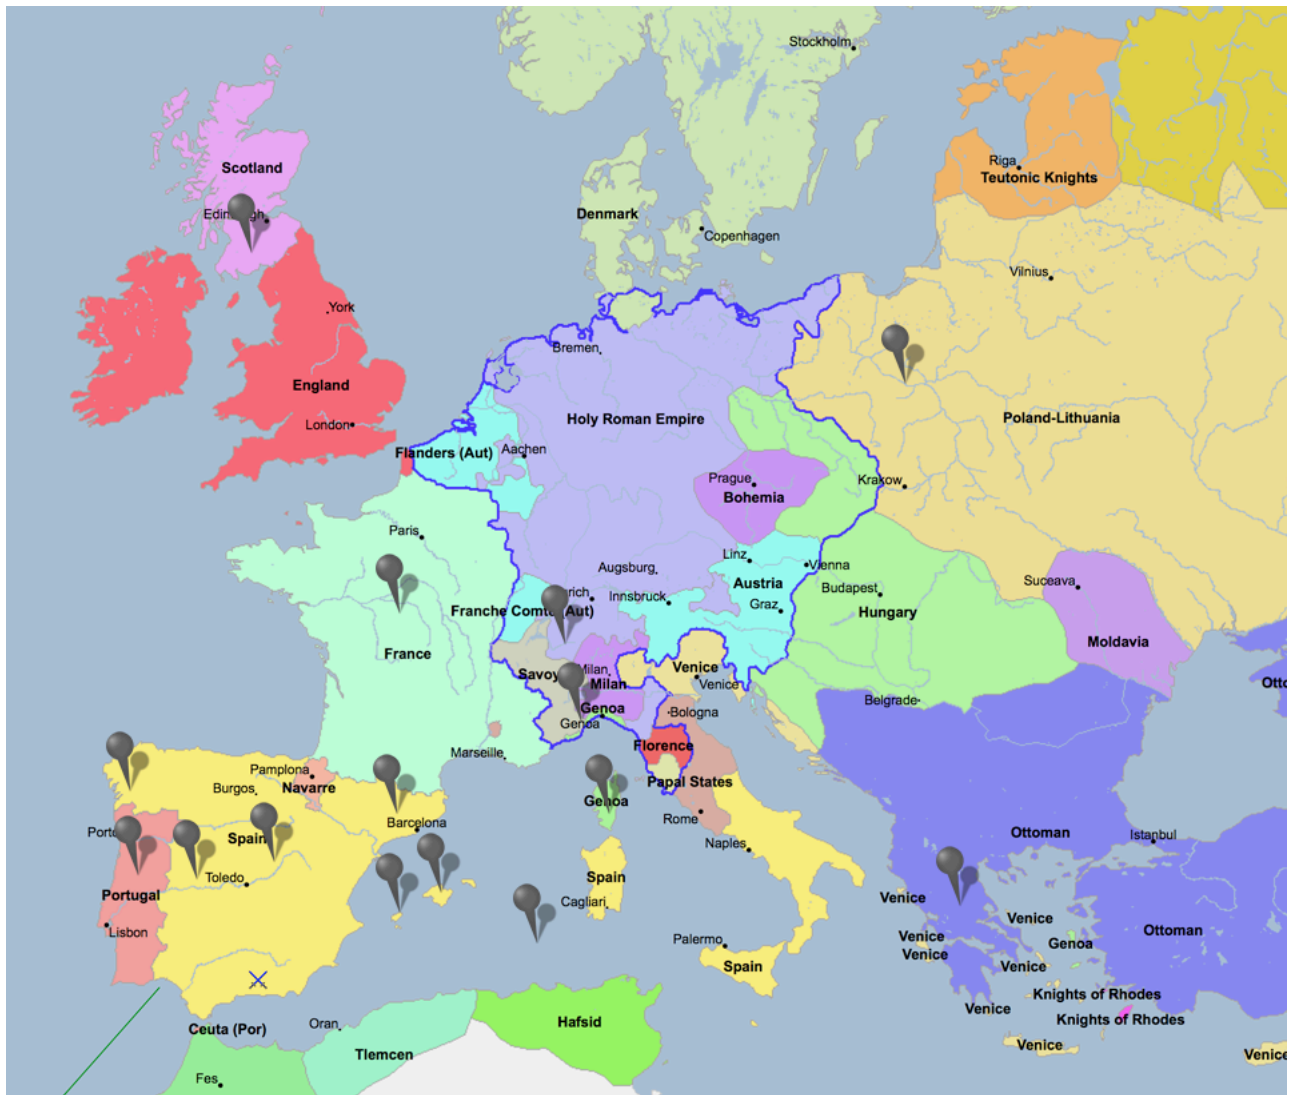 Stockholm
Scotland
Riga
Teutonic Knights
Denmark
Copenhagen
Vilnius
York
Bremen
England
Holy Roman Empire
Poland-Lithuania
London
Flanders (Aut)
Aachen
Prague
Bohemia
Krakow
Paris
Linz
Vienna
Augsburg
Austria
Suceava
Innsbruck
Budapest
Graz
Hungary
Franche
Aut)
France
Moldavia
Savoy
Milan
Milan
Venice
Venice
Genoa
Genoa
Bologna
Belgrade
Florence
Marseille
Pamplona
Navarre
Burgos
Papal States
Genoa
Rome
Barcelona
Spain
Ottoman
Istanbul
Naples
Toledo
Spain
Portugal
Cagliari
Venice
Lisbon
Venice
Ottoman
Palermo
Venice
Venice
Genoa
Spain
Venice
Knights of Rhodes
Venice
Knights of Rhodes
Ceuta (Por)
Oran
Hafsid
Venice
Tlemcen
Venice
Fes